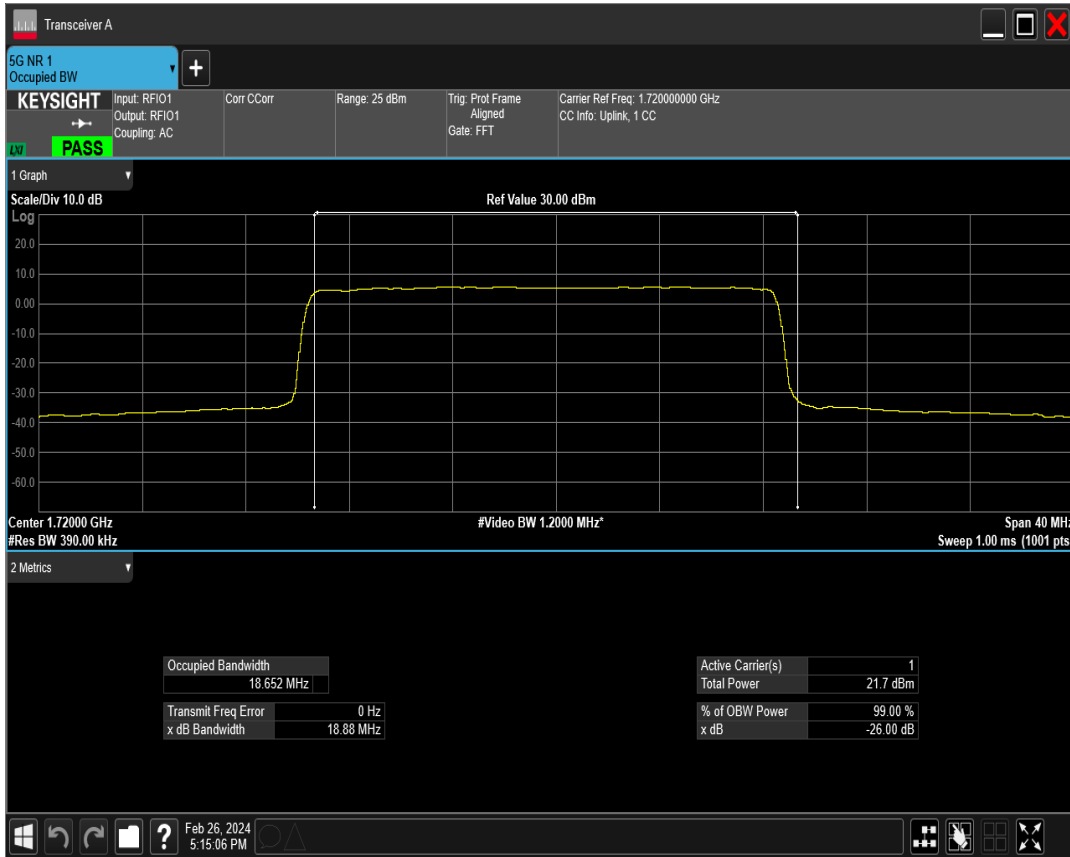 Transceiver A
5G NR 1
Occupied BW
+
KEYSIGHT
LXI
PASS
Input: RFIO1
Output: RFIO1
Coupling: AC
Corr CCorr
Range: 25 dBm
Trig: Prot Frame
Aligned
Gate: FFT
Carrier Ref Freq: 1.720000000 GHz
CC Info: Uplink, 1 CC
1 Graph
Scale/Div 10.0 dB
Ref Value 30.00 dBm
Log
20.0
10.0
0.00
-10.0
-20.0
-30.0
-40.0
-50.0
-60.0
Center 1.72000 GHz
#Video BW 1.2000 MHz*
Span 40 MHz
#Res BW 390.00 kHz
Sweep 1.00 ms (1001 pts
2 Metrics
Occupied Bandwidth
18.652 MHz
Transmit Freq Error 0 Hz
x dB Bandwidth 18.88 MHz
Active Carrier(s) 1
Total Power 21.7 dBm
% of OBW Power 99.00 %
x dB -26.00 dB
?
Feb 26, 2024
5:15:06 PM